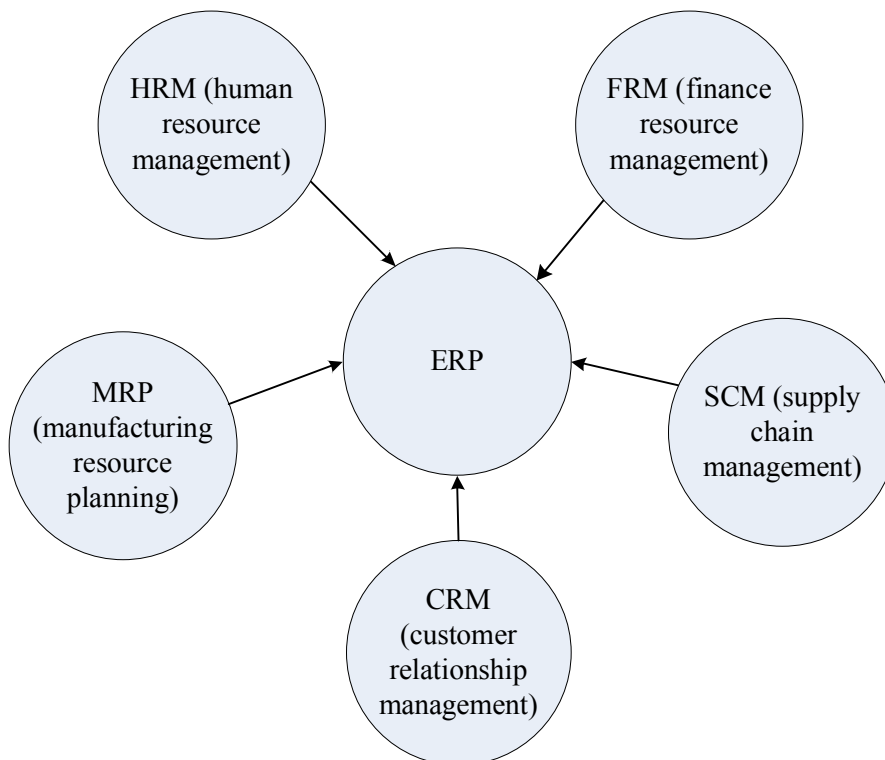 HRM (human
resource
management)
FRM (finance
resource
management)
ERP
MRP
(manufacturing
resource
planning)
SCM (supply
chain
management)
CRM
(customer
relationship
management)